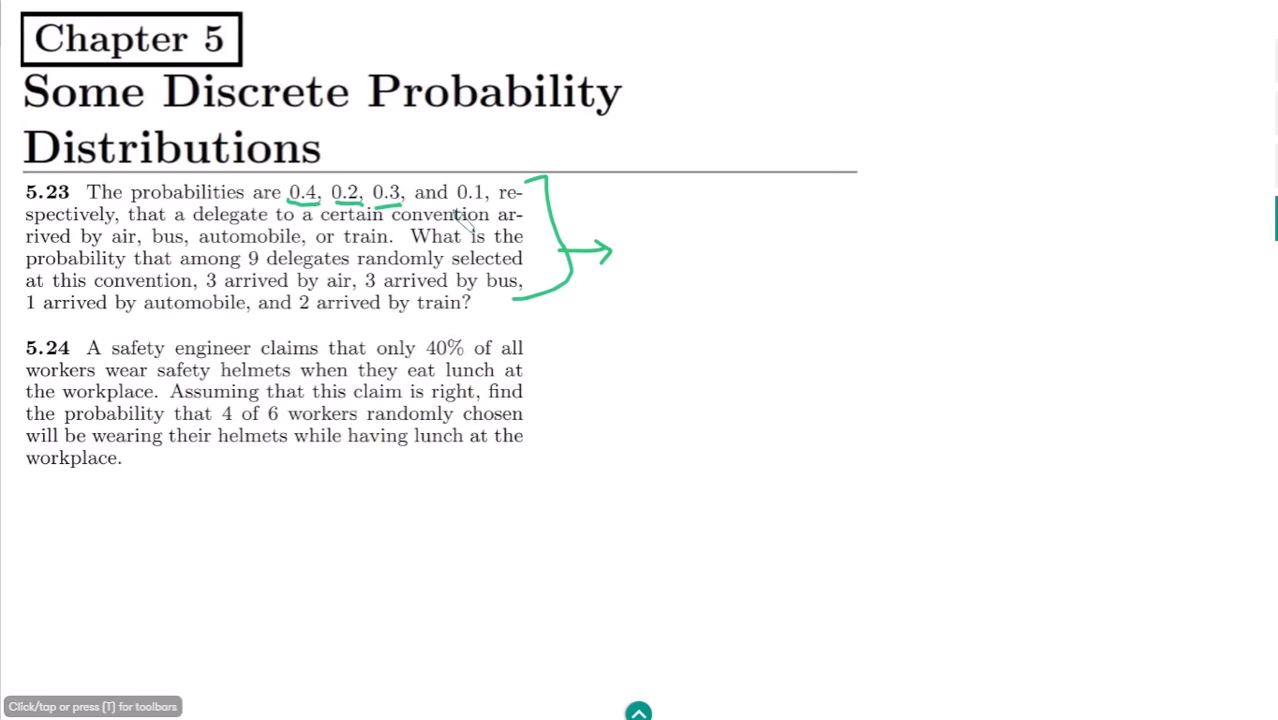 Chapter 5
Some Discrete Probability
Distributions
5.23 The probabilities are 0.4, 0.2, 0.3, and 0.1, re-
spectively, that a delegate to a certain convention ar-
rived by air, bus, automobile, or train. What is the
probability that among 9 delegates randomly selected
at this convention, 3 arrived by air, 3 arrived by bus,
1 arrived by automobile, and 2 arrived by train?
5.24 A safety engineer claims that only 40% of all
workers wear safety helmets when they eat lunch at
the workplace. Assuming that this claim is right, find
the probability that 4 of 6 workers randomly chosen
will be wearing their helmets while having lunch at the
workplace.
Click/tap or press (T) for toolbars